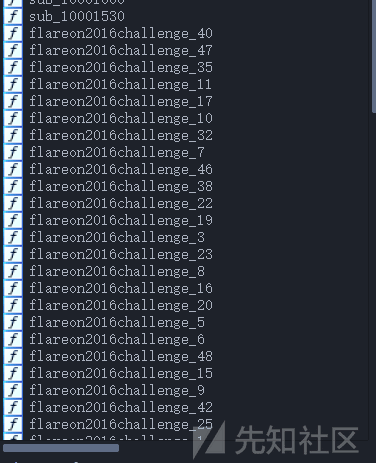 sub_10001530
flareon2016challenge_40
flareon2016challenge_47
flareon2016challenge_35
flareon2016challenge_11
flareon2016challenge_17
flareon2016challenge_10
flareon2016challenge_32
flareon2016challenge_7
flareon2016challenge_46
flareon2016challenge_38
flareon2016challenge_22
flareon2016challenge_19
flareon2016challenge_3
flareon2016challenge_23
flareon2016challenge_8
flareon2016challenge_16
flareon2016challenge_20
flareon2016challenge_5
flareon2016challenge_6
flareon2016challenge_48
flareon2016challenge_15
flareon2016challenge_9
flareon2016challenge_42
flareon2016challenge_25
先知社区